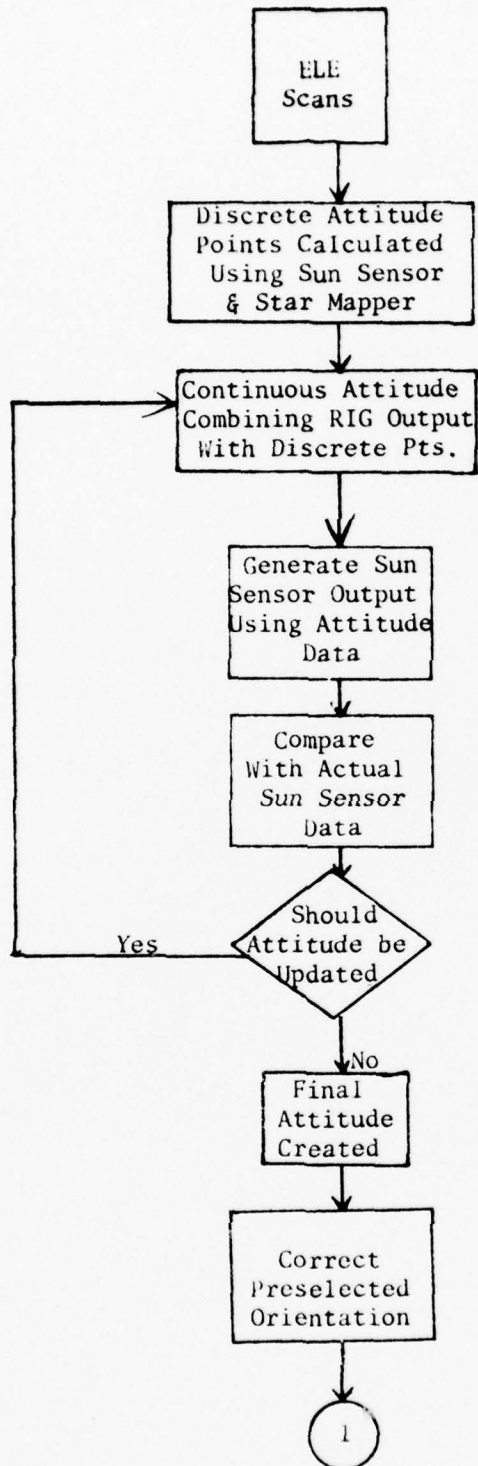 ELE
Scans
Discrete Attitude
Points Calculated
Using Sun Sensor
& Star Mapper
Continuous Attitude
Combining RIG Output
With Discrete Pts.
Generate Sun
Sensor Output
Using Attitude
Data
Compare
With Actual
Sun Sensor
Data
Should
Attitude be
Updated
Yes
No
Final
Attitude
Created
Correct
Preselected
Orientation
1